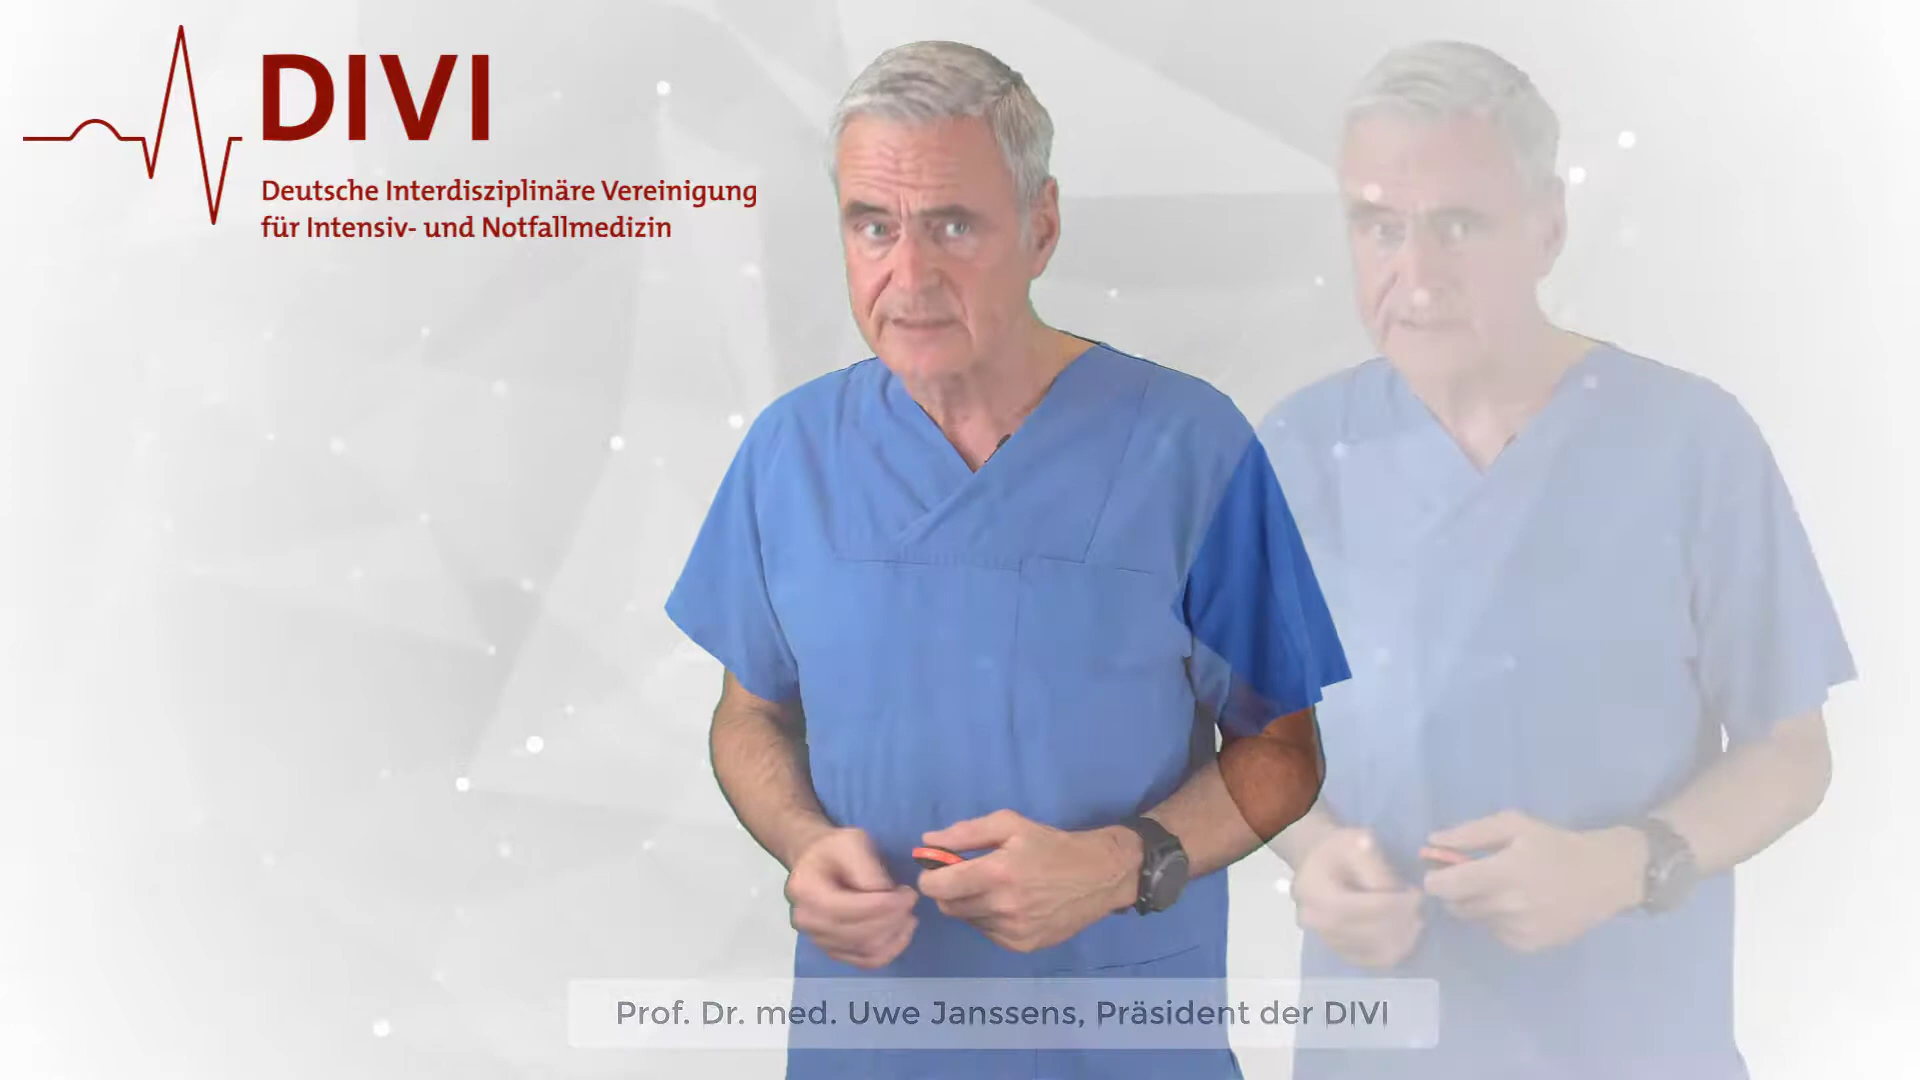 DIVI
Deutsche Interdisziplinäre Vereinigung
für Intensiv- und Notfallmedizin
Prof. Dr. med. Uwe Janssens, Präsident der DIVI